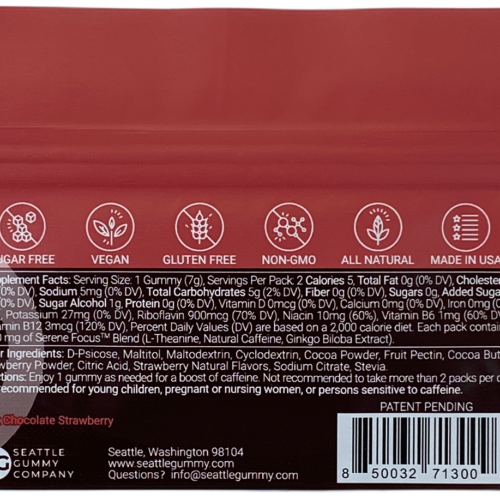 UGAR FREE
VEGAN
GLUTEN FREE
NON-GMO
ALL NATURAL
MADE IN USA
plement Facts: Serving Size: 1 Gummy (7g), Servings Per Pack: 2 Calories 5, Total Fat 0g (0% DV), Cholester
(0% DV), Sodium 5mg (0% DV), Total Carbohydrates 5g (2% DV), Fiber 0g (0% DV), Sugars 0g, Added Sugar
DV), Sugar Alcohol 1g, Protein 0g (0% DV), Vitamin D 0mcg (0% DV), Calcium 0mg (0% DV), Iron 0mg
, Potassium 27mg (0% DV), Riboflavin 900mcg (70% DV), Niacin 10mg (60%), Vitamin B6 1mg (60% DV
amin B12 3mcg (120% DV), Percent Daily Values (DV) are based on a 2,000 calorie diet. Each pack contain
mg of Serene Focus™ Blend (L-Theanine, Natural Caffeine, Ginkgo Biloba Extract).
er Ingredients: D-Psicose, Maltitol, Maltodextrin, Cyclodextrin, Cocoa Powder, Fruit Pectin, Cocoa But
wberry Powder, Citric Acid, Strawberry Natural Flavors, Sodium Citrate, Stevia.
ctions: Enjoy 1 gummy as needed for a boost of caffeine. Not recommended to take more than 2 packs per d
recommended for young children, pregnant or nursing women, or persons sensitive to caffeine.
PATENT PENDING
Chocolate Strawberry
G SEATTLE
GUMMY
COMPANY
Seattle, Washington 98104
www.seattlegummy.com
Questions? info@seattlegummy.com
8 50032 71300